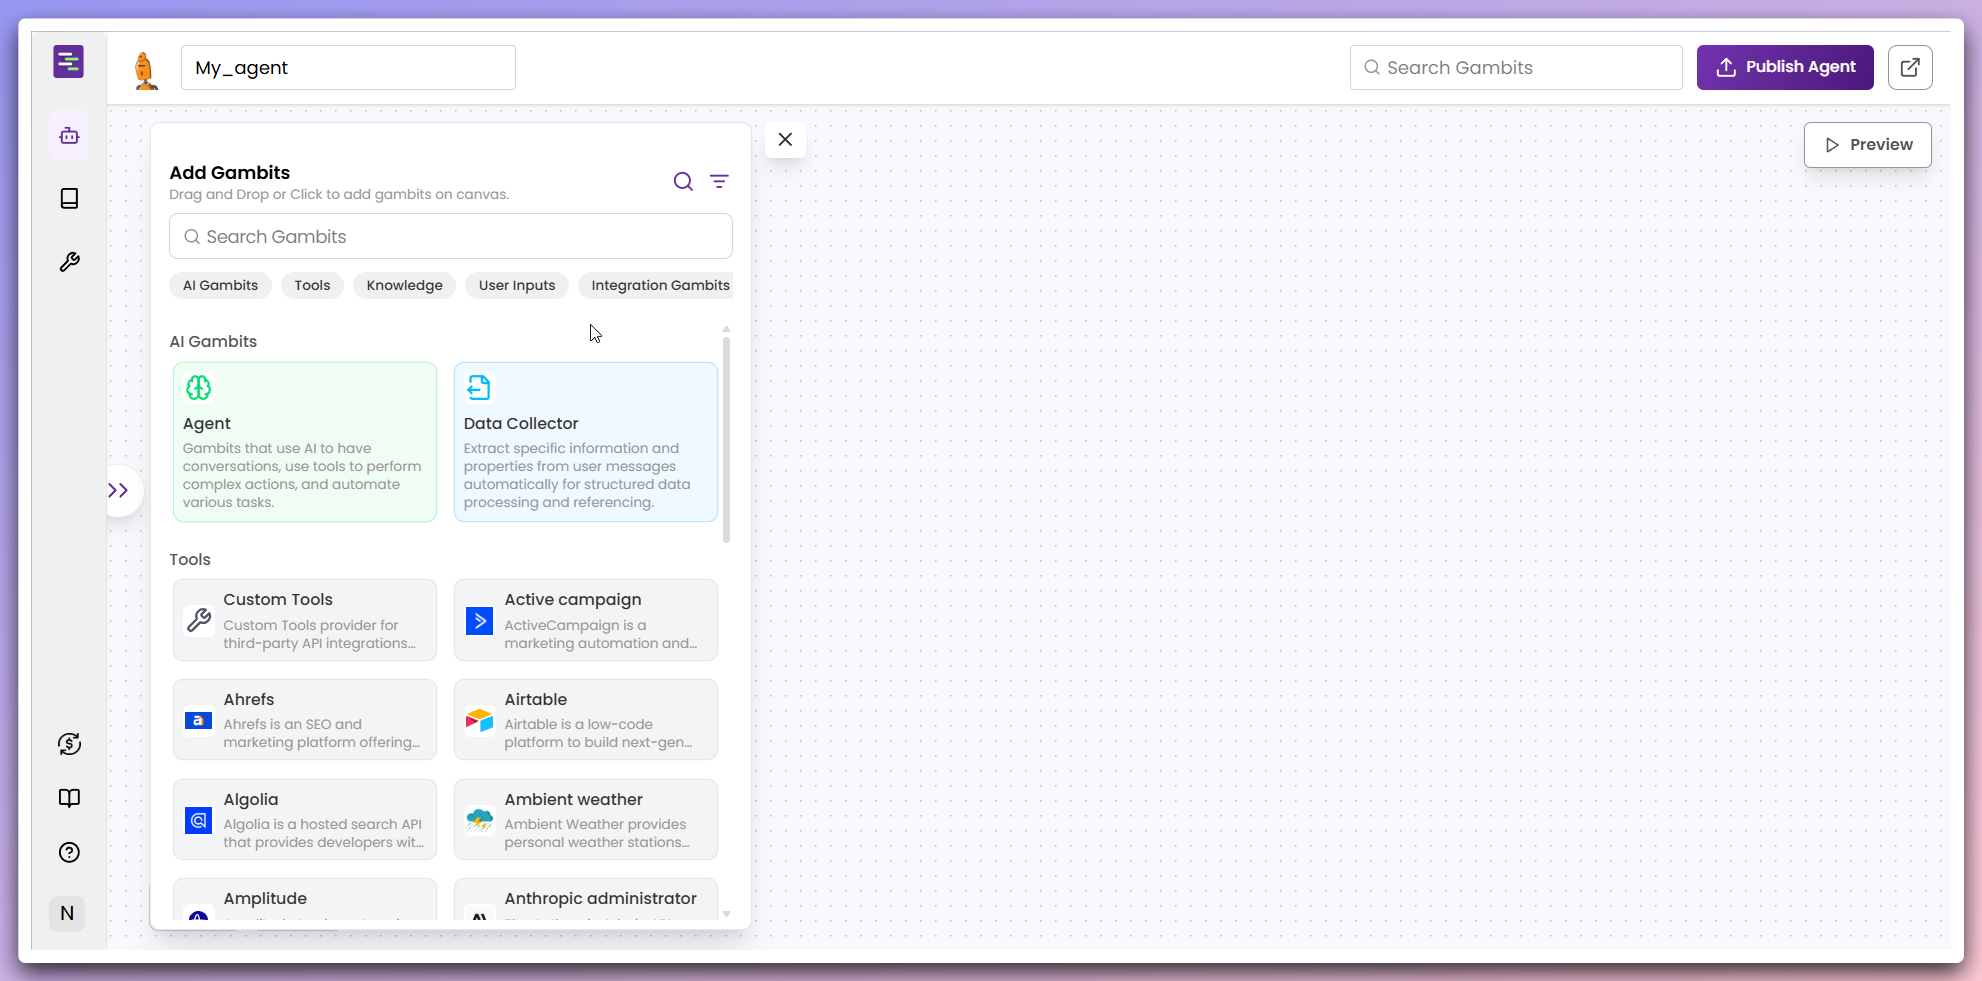 My_agent
Search Gambits
Publish Agent
Preview
Add Gambits
Drag and Drop or Click to add gambits on canvas.
Search Gambits
AI Gambits
Tools
Knowledge
User Inputs
Integration Gambits
AI Gambits
Agent
Gambits that use AI to have
conversations, use tools to perform
complex actions, and automate
various tasks.
Data Collector
Extract specific information and
properties from user messages
automatically for structured data
processing and referencing.
Tools
Custom Tools
Custom Tools provider for
third-party API integrations...
Active campaign
ActiveCampaign is a
marketing automation and...
Ahrefs
Ahrefs is an SEO and
marketing platform offering...
Airtable
Airtable is a low-code
platform to build next-gen...
Algolia
Algolia is a hosted search API
that provides developers wit...
Ambient weather
Ambient Weather provides
personal weather stations...
Amplitude
Anthropic administrator
N